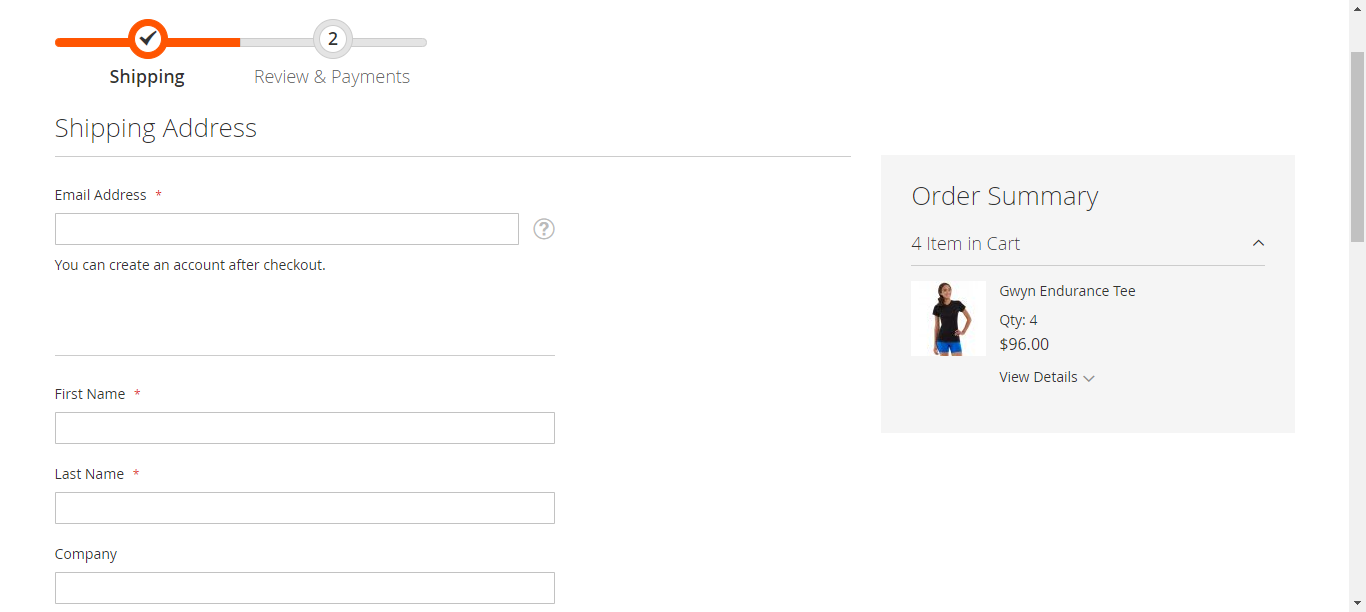 2
Shipping
Review & Payments
Shipping Address
Email Address *
?
You can create an account after checkout.
First Name *
Last Name *
Company
Order Summary
4 Item in Cart
Gwyn Endurance Tee
Qty: 4
$96.00
View Details